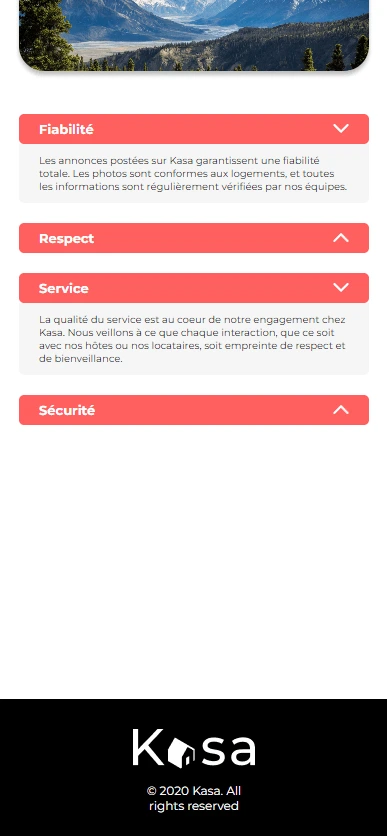 Fiabilité
Les annonces postées sur Kasa garantissent une fiabilité
totale. Les photos sont conformes aux logements, et toutes
les informations sont régulièrement vérifiées par nos équipes.
Respect
Service
La qualité du service est au coeur de notre engagement chez
Kasa. Nous veillons à ce que chaque interaction, que ce soit
avec nos hôtes ou nos locataires, soit empreinte de respect et
de bienveillance.
Sécurité
Kasa
© 2020 Kasa. All
rights reserved